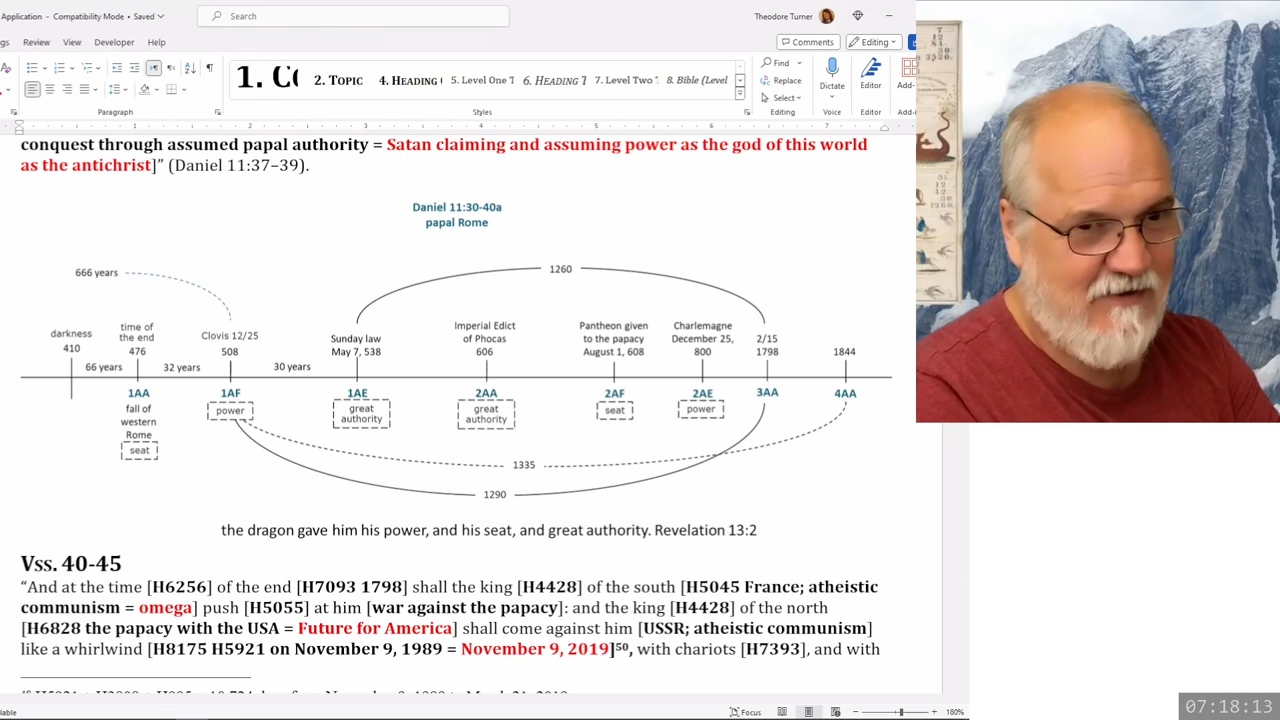 Application - Compatibility Mode • Saved
Search
Theodore Turner
Review View Developer Help
Comments
Editing
1. Co
2. Topic
4. Heading
5. Level One T
6. Heading T
7. Level Two
8. Bible (Level
Find
Replace
Select
Dictate
Editor
Add
Paragraph
Styles
Editing
Voice
Editor
conquest through assumed papal authority = Satan claiming and assuming power as the god of this world
as the antichrist]” (Daniel 11:37–39).
Daniel 11:30-40a
papal Rome
666 years
1260
darkness
410
time of
the end
476
Clovis 12/25
508
Sunday law
May 7, 538
Imperial Edict
of Phocas
606
Pantheon given
to the papacy
August 1, 608
Charlemagne
December 25,
800
2/15
1798
1844
66 years
32 years
30 years
1AA
fall of
western
Rome
seat
1AF
power
1AE
great
authority
2AA
great
authority
2AF
seat
2AE
power
3AA
4AA
1335
1290
the dragon gave him his power, and his seat, and great authority. Revelation 13:2
Vss. 40-45
“And at the time [H6256] of the end [H7093 1798] shall the king [H4428] of the south [H5045 France; atheistic
communism = omega] push [H5055] at him [war against the papacy]: and the king [H4428] of the north
[H6828 the papacy with the USA = Future for America] shall come against him [USSR; atheistic communism]
like a whirlwind [H8175 H5921 on November 9, 1989 = November 9, 2019]⁵⁰, with chariots [H7393], and with
Focus
180%
07:18:13